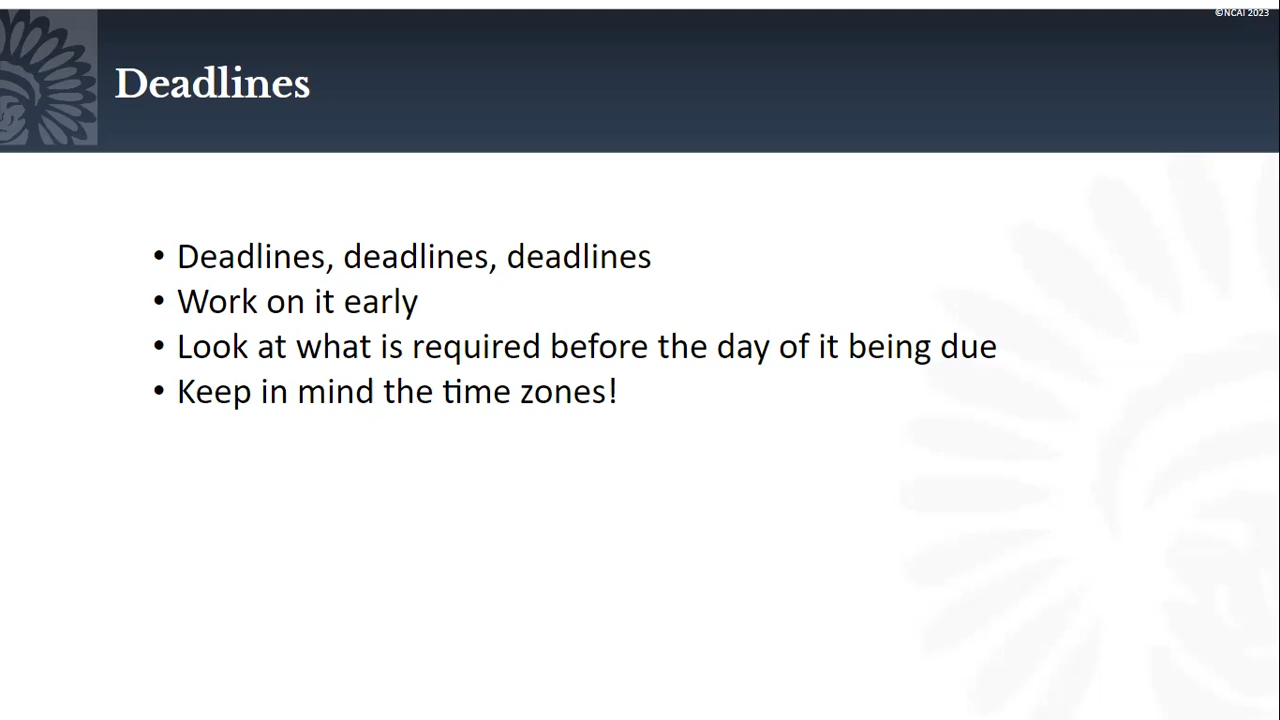 ©NCAI 2023
Deadlines
• Deadlines, deadlines, deadlines
• Work on it early
• Look at what is required before the day of it being due
• Keep in mind the time zones!